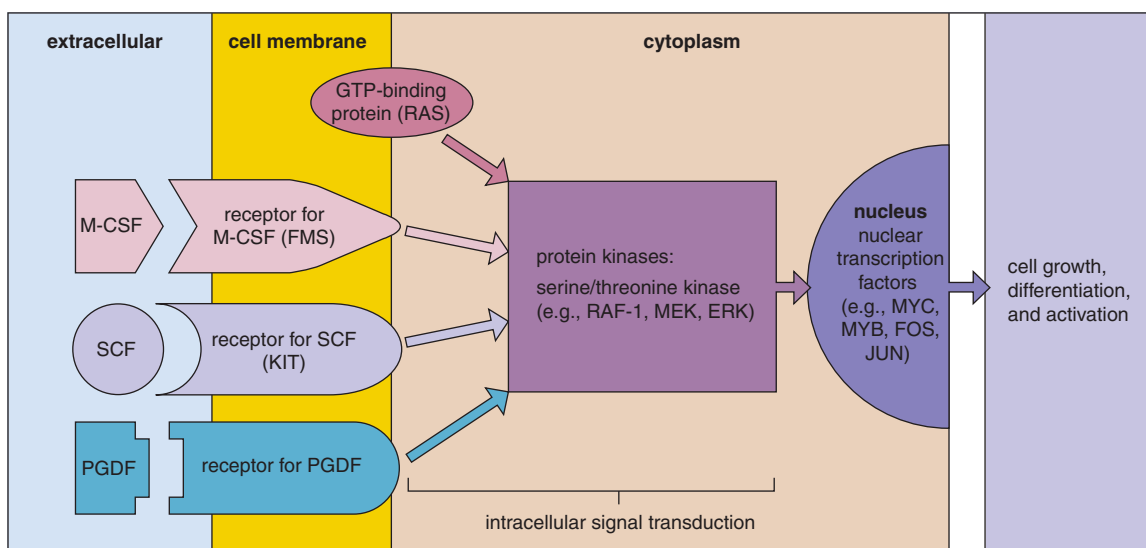 extracellular
cell membrane
cytoplasm
GTP-binding
protein (RAS)
M-CSF
receptor for
M-CSF (FMS)
SCF
receptor for SCF
(KIT)
PGDF
receptor for PGDF
protein kinases:
serine/threonine kinase
(e.g., RAF-1, MEK, ERK)
intracellular signal transduction
nucleus
nuclear
transcription
factors
(e.g., MYC,
MYB, FOS,
JUN)
cell growth,
differentiation,
and activation